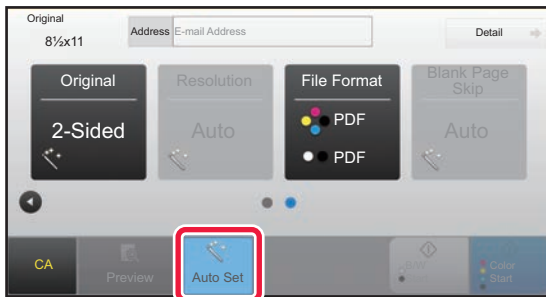 Original
8½x11
Address
E-mail Address
Detail
Original
2-Sided
Resolution
Auto
File Format
PDF
PDF
Blank Page
Skip
Auto
CA
Preview
Auto Set
B/W
Start
Color
Start